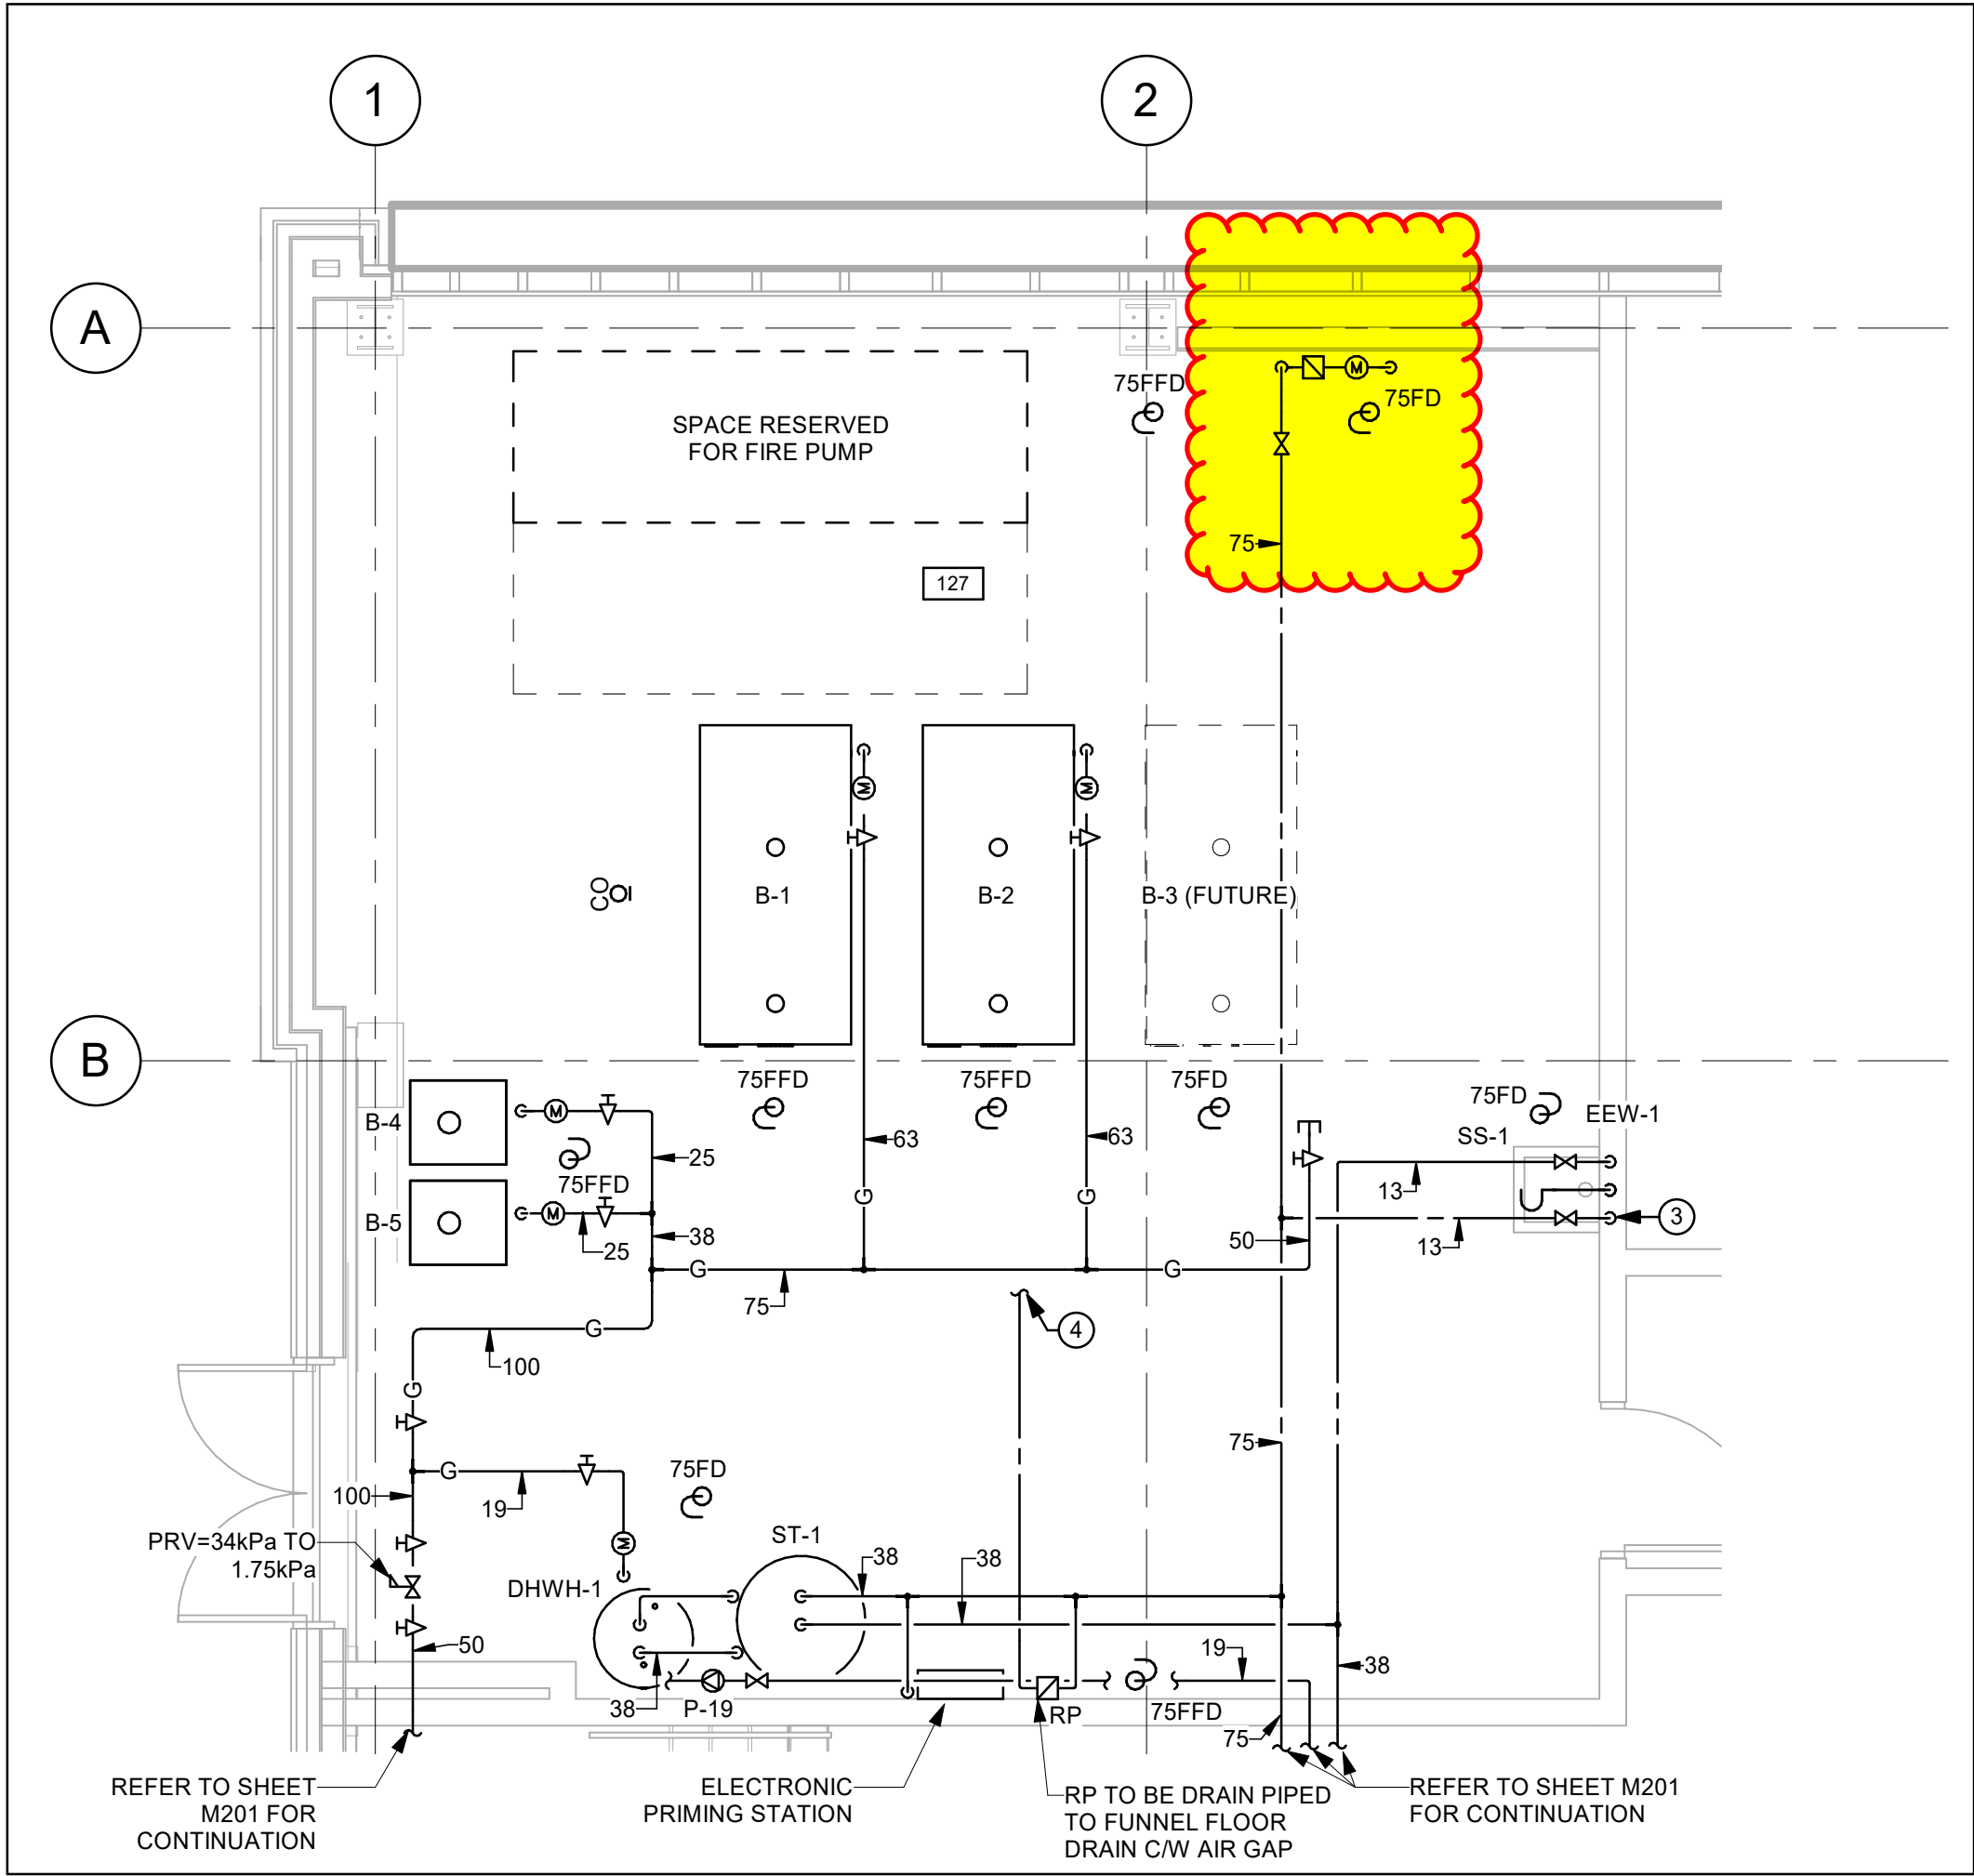 1
2
A
75FFD
75FD
SPACE RESERVED
FOR FIRE PUMP
M
75
127
M
M
B-1
B-2
B-3 (FUTURE)
CO
B
75FFD
75FFD
75FD
75FD
EEW-1
SS-1
B-4
M
25
63
63
75FFD
13
B-5
M
G
G
3
25
38
50
13
G
G
75
4
G
100
G
75
G
75FD
100
19
PRV=34kPa TO
1.75kPa
M
ST-1
38
38
DHWH-1
50
19
38
38
P-19
RP
75FFD
75
REFER TO SHEET
M201 FOR
CONTINUATION
ELECTRONIC
PRIMING STATION
RP TO BE DRAIN PIPED
TO FUNNEL FLOOR
DRAIN C/W AIR GAP
REFER TO SHEET M201
FOR CONTINUATION